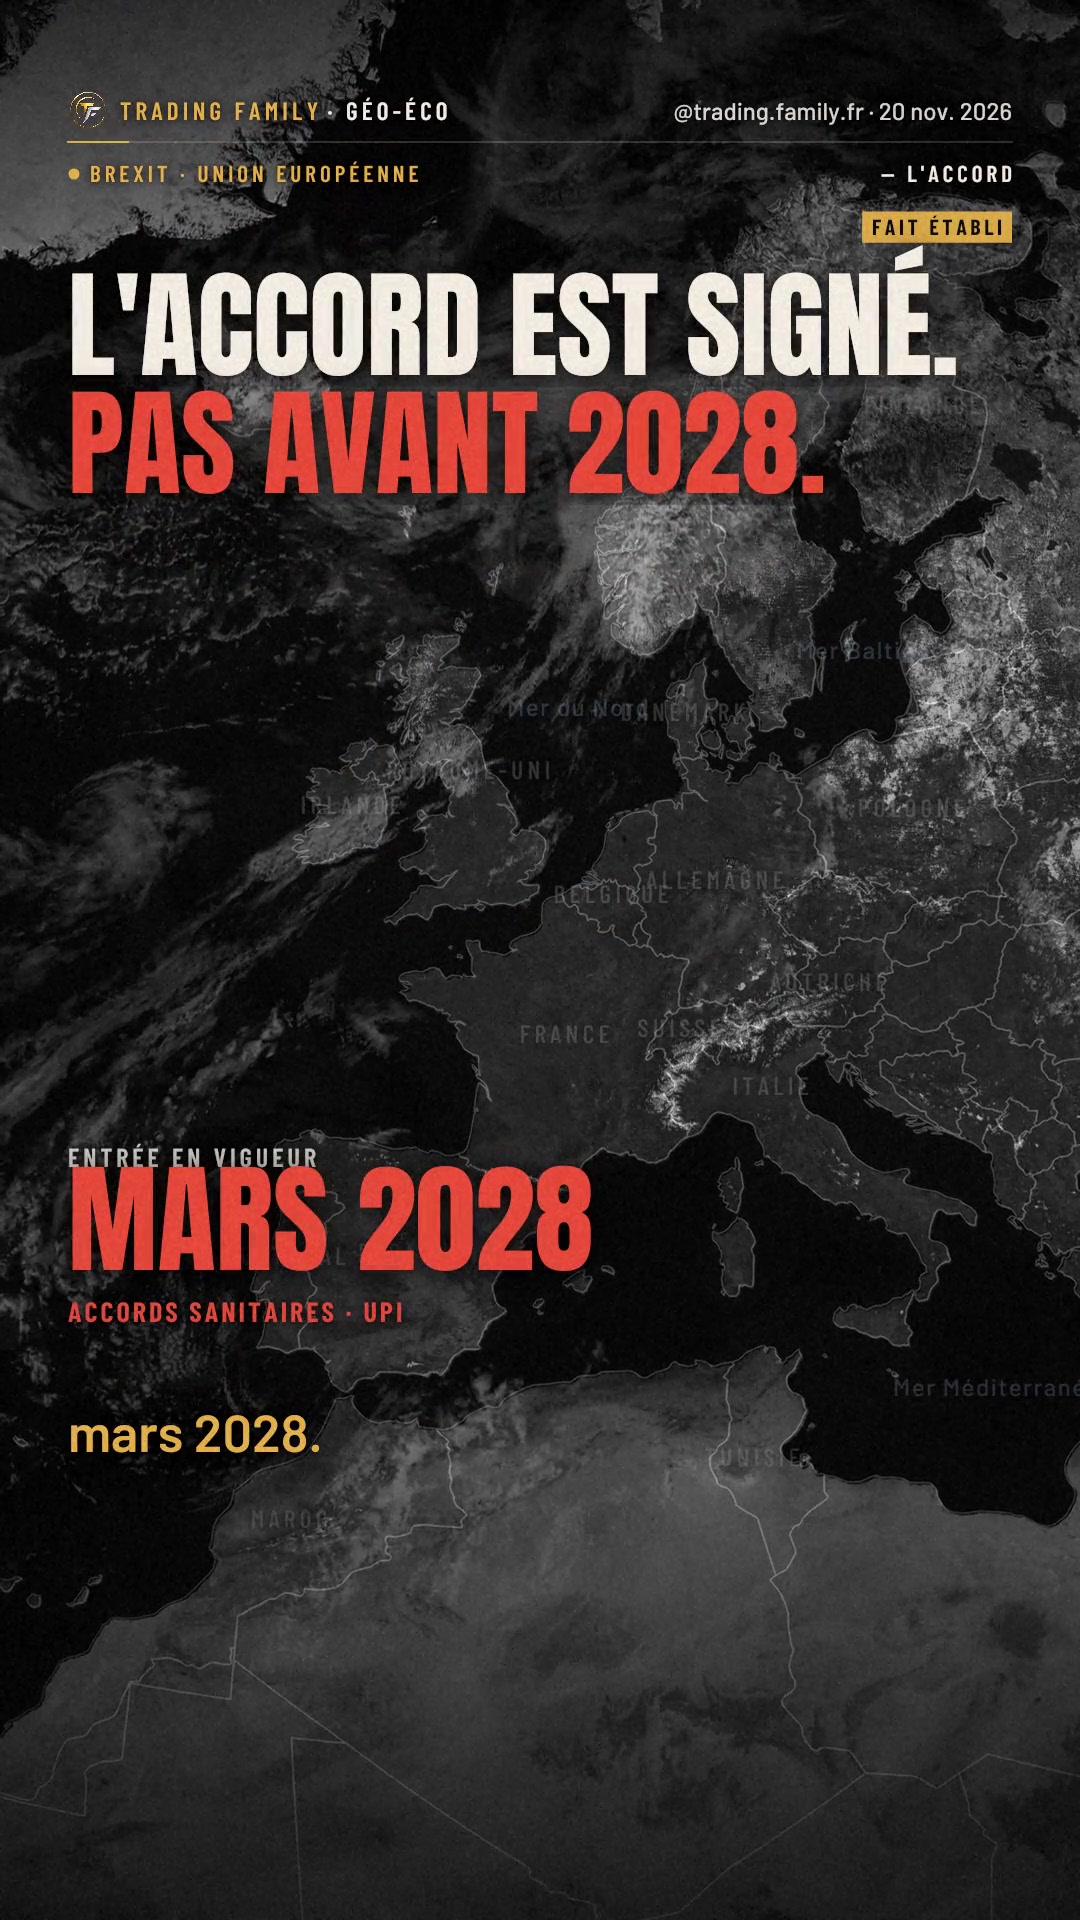 TRADING FAMILY · GÉO-ÉCO
@trading.family.fr · 20 nov. 2026
BREXIT · UNION EUROPÉENNE
– L'ACCORD
FAIT ÉTABLI
L'ACCORD EST SIGNÉ.
PAS AVANT 2028.
Mer Balti
Mer du Nord
DANEMARK
-UNI
IRLANDE
POLOGNE
ALLEMAGNE
BELGIQUE
AUTRICHE
FRANCE
SUISSE
ITALIE
ENTRÉE EN VIGUEUR
MARS 2028
ACCORDS SANITAIRES · UPI
Mer Méditerrané
mars 2028.
TUNISIE
MAROC